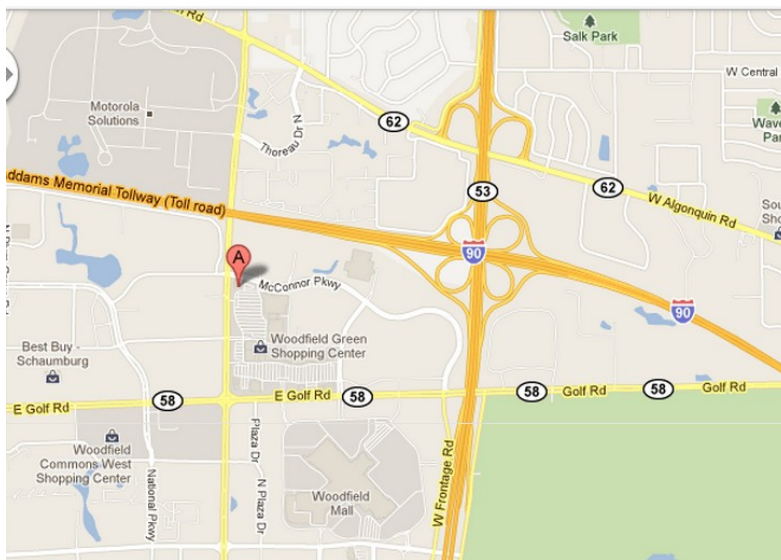 onquin Rd
Salk Park
W Central
Motorola
Solutions
62
Thoreau Dr N
Wave
Par
53
62
W Algonquin Rd
ddams Memorial Tollway (Toll road)
Sou
Sh
90
A
McConnor Pkwy
90
Best Buy -
Schaumburg
Woodfield Green
Shopping Center
E Golf Rd
58
E Golf Rd
58
58
Golf Rd
58
Golf Rd
Woodfield
Commons West
Shopping Center
National Pkwy
Plaza Dr
N Plaza Dr
Woodfield
Mall
W Frontage Rd